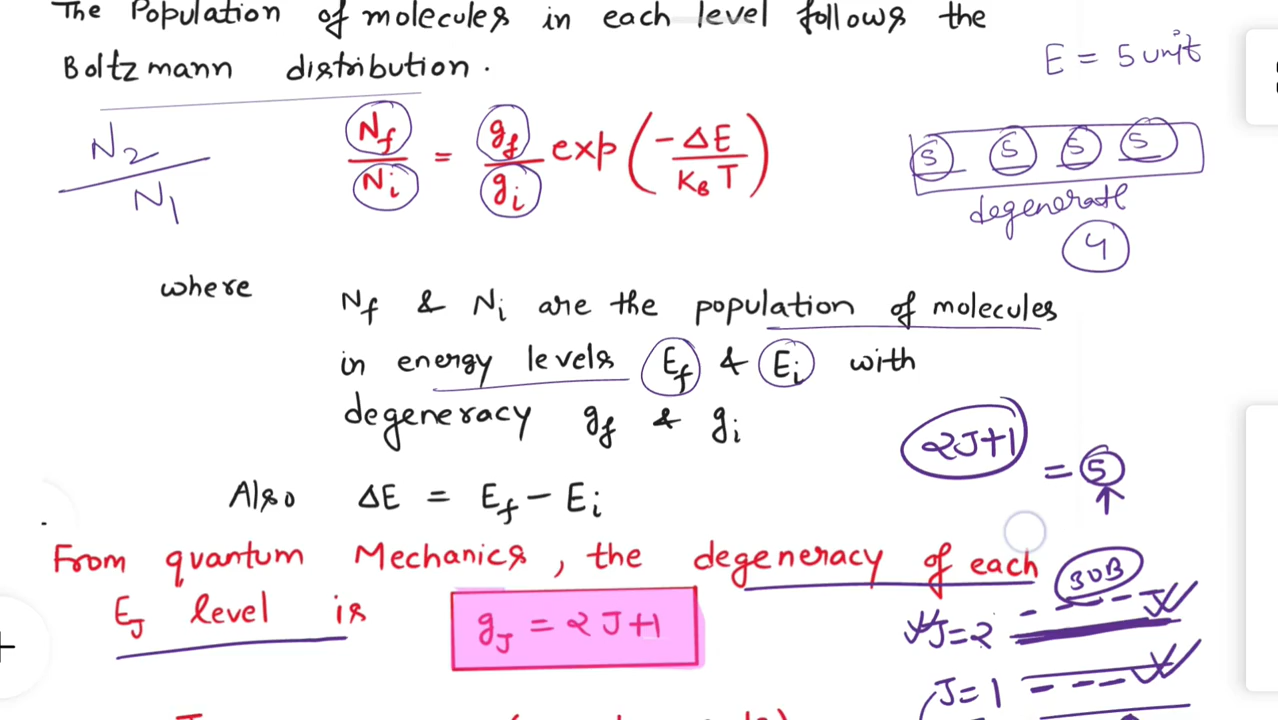 The Population of molecules in each level follows the
Boltzmann distribution.
E = 5 unit
N2 / N1
Nf / Ni = gf / gi exp(-ΔE / KB T)
5 5 5 5
degenerate
4
where Nf & Ni are the population of molecules
in energy levels Ef & Ei with
degeneracy gf & gi
2J+1 = 5
Also ΔE = Ef - Ei
From quantum Mechanics, the degeneracy of each
EJ level is gJ = 2J+1
30B
J=2
J=1